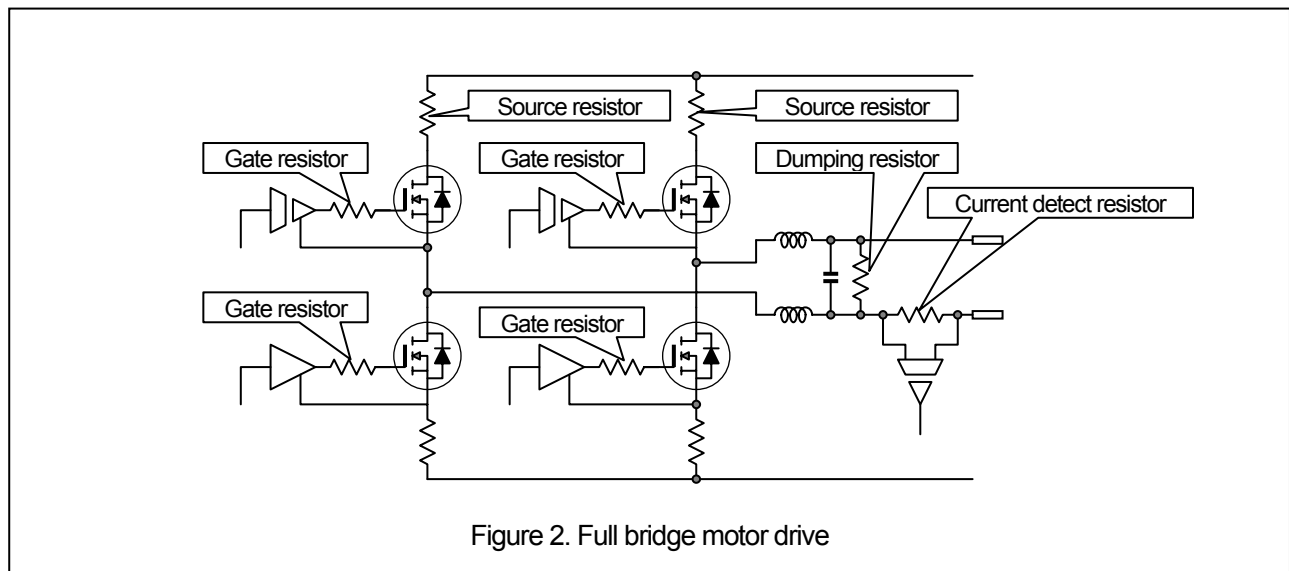 Source resistor
Source resistor
Gate resistor
Gate resistor
Dumping resistor
Current detect resistor
Gate resistor
Gate resistor
Figure 2. Full bridge motor drive